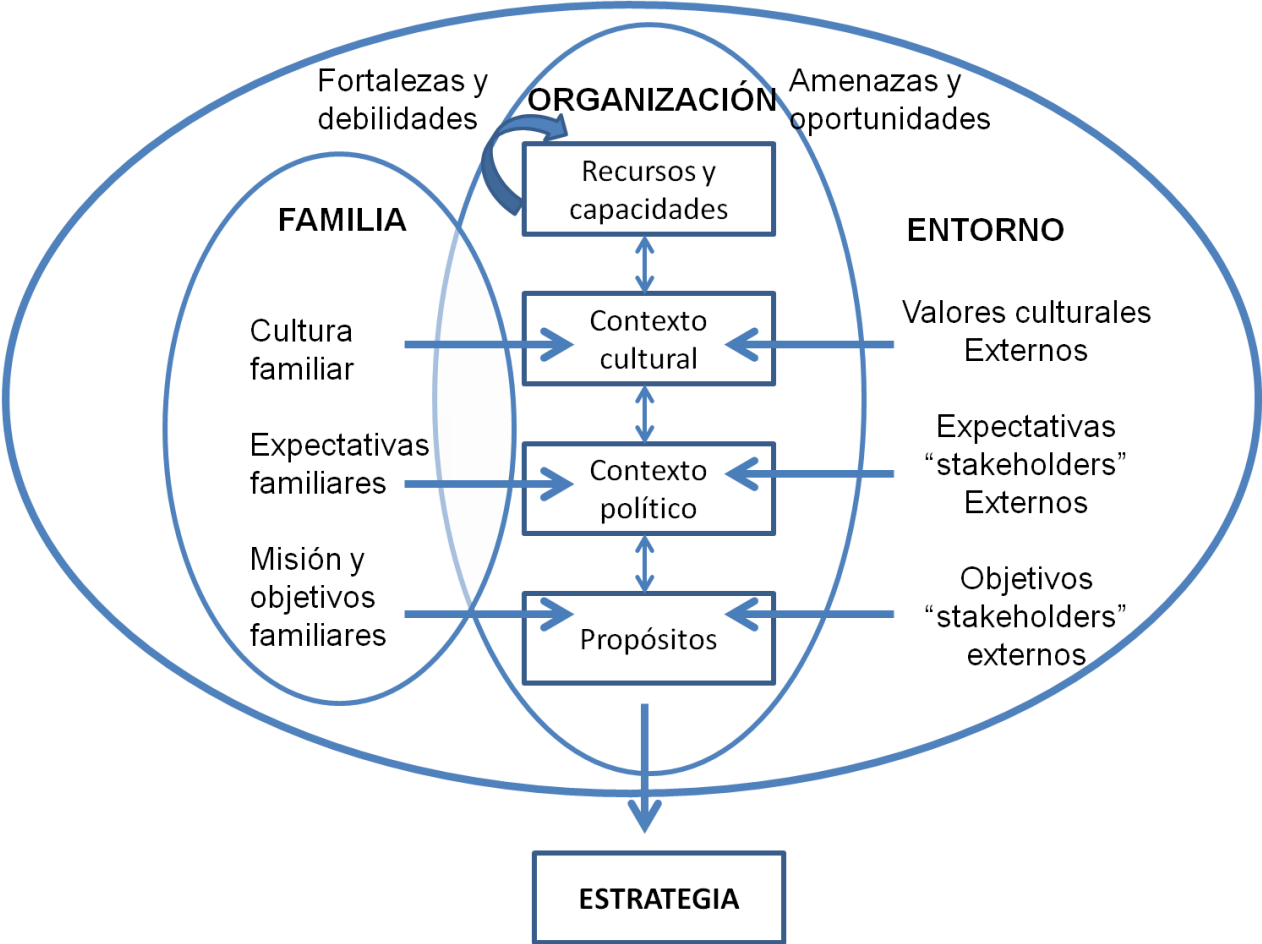 Fortalezas y
debilidades
ORGANIZACIÓN
Amenazas y
oportunidades
Recursos y
capacidades
FAMILIA
ENTORNO
Cultura
familiar
Contexto
cultural
Valores culturales
Externos
Expectativas
familiares
Contexto
político
Expectativas
“stakeholders”
Externos
Misión y
objetivos
familiares
Propósitos
Objetivos
“stakeholders”
externos
ESTRATEGIA